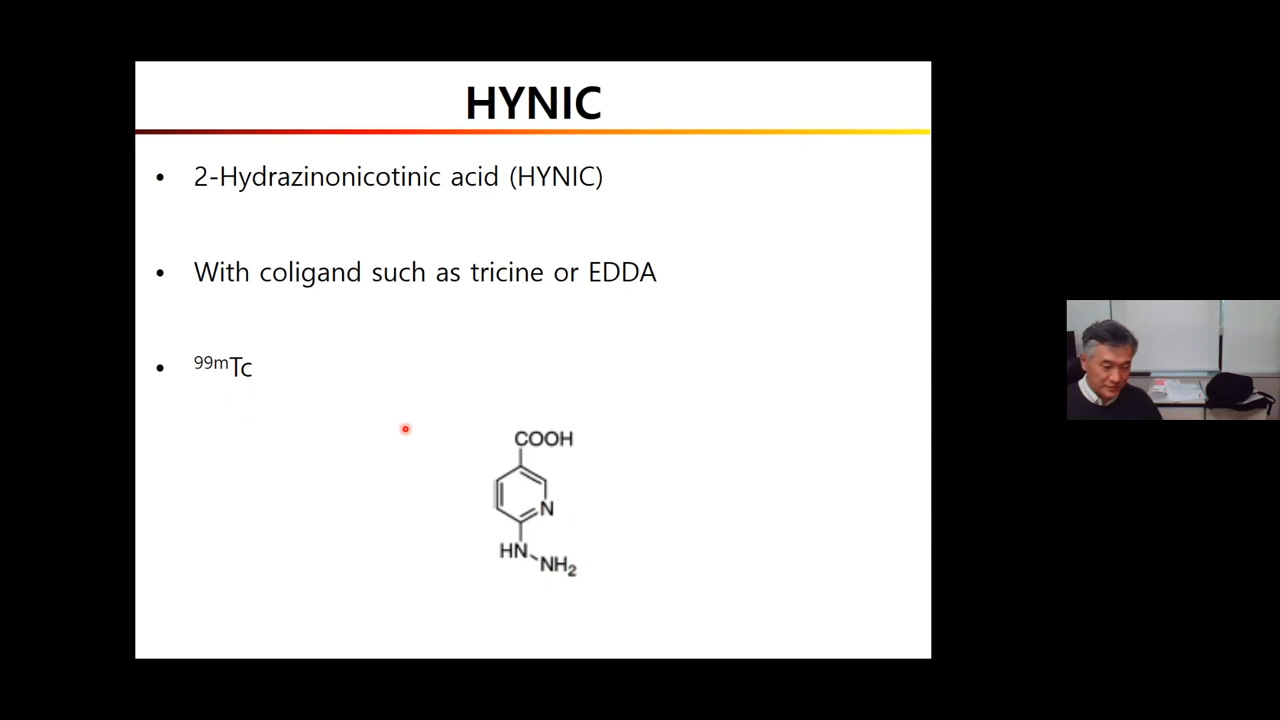 HYNIC
• 2-Hydrazinonicotinic acid (HYNIC)
• With coligand such as tricine or EDDA
• ⁹⁹ᵐTc
COOH
N
HN
NH₂